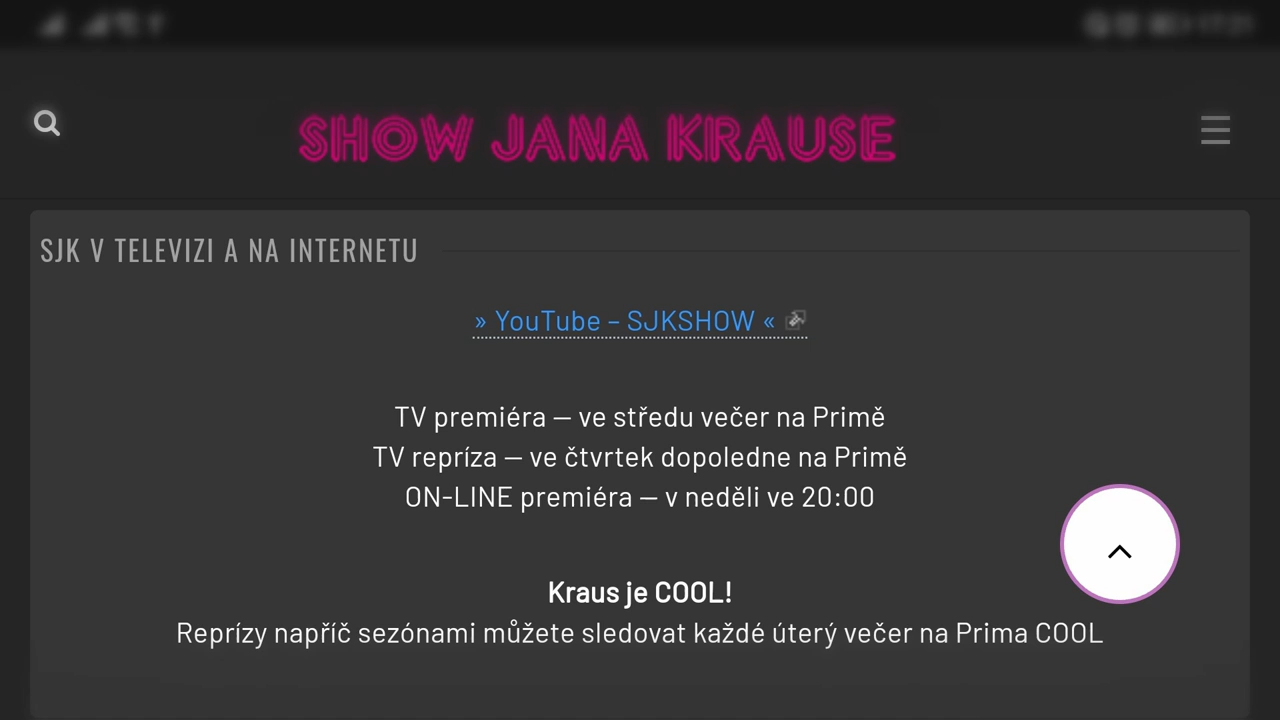 SHOW JANA KRAUSE
SJK V TELEVIZI A NA INTERNETU
» YouTube – SJKSHOW «
TV premiéra — ve středu večer na Primě
TV repríza — ve čtvrtek dopoledne na Primě
ON-LINE premiéra — v neděli ve 20:00
Kraus je COOL!
Reprízy napříč sezónami můžete sledovat každé úterý večer na Prima COOL